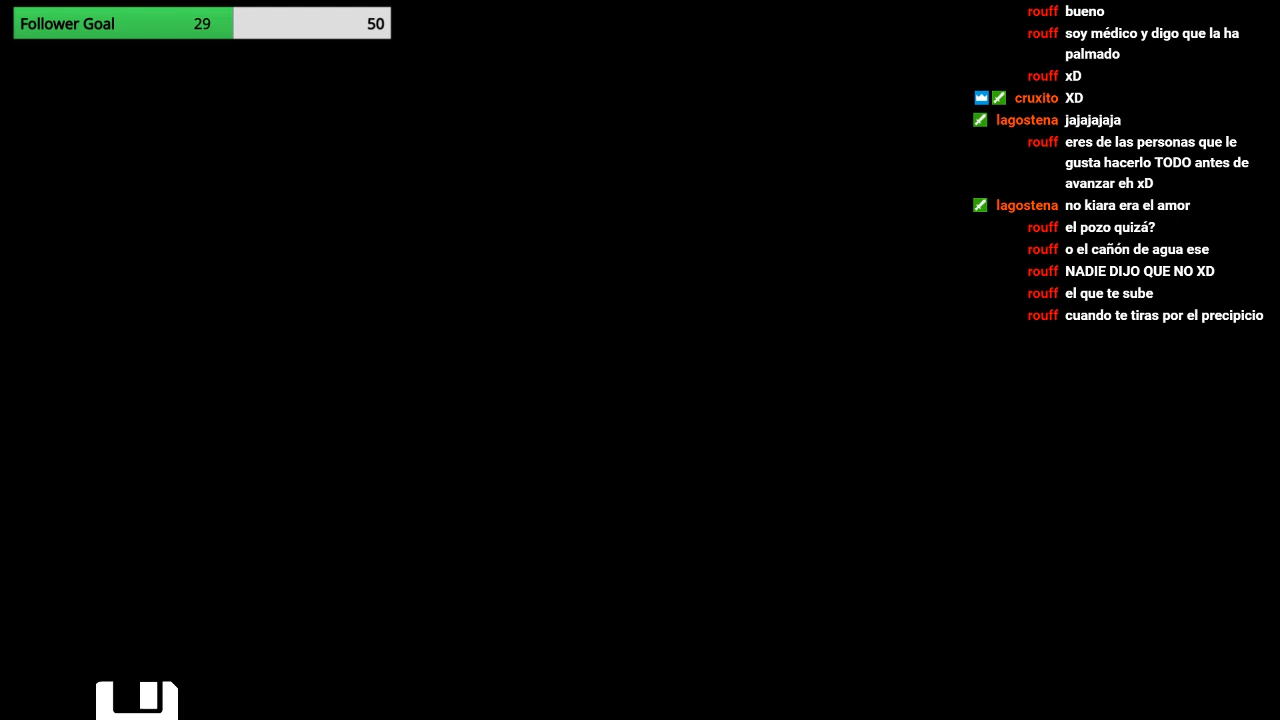 Follower Goal 29 50
rouff bueno
rouff soy médico y digo que la ha
palmado
rouff xD
cruxito XD
lagostena jajajajaja
rouff eres de las personas que le
gusta hacerlo TODO antes de
avanzar eh xD
lagostena no kiara era el amor
rouff el pozo quizá?
rouff o el cañón de agua ese
rouff NADIE DIJO QUE NO XD
rouff el que te sube
rouff cuando te tiras por el precipicio